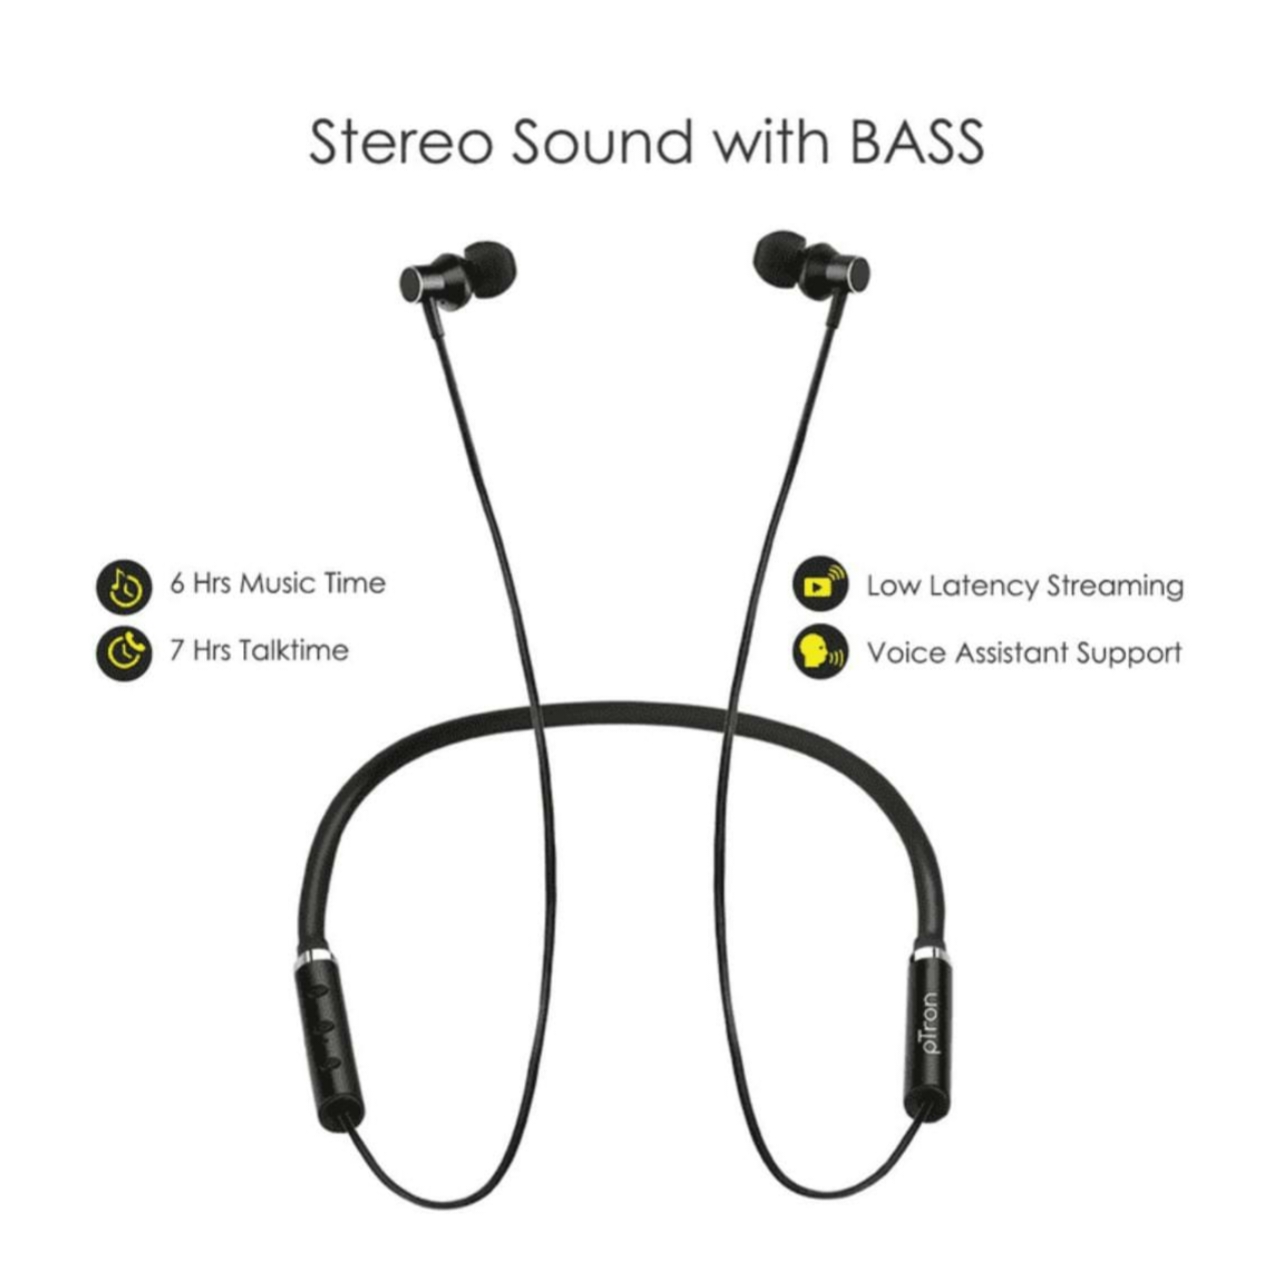 Stereo Sound with BASS
6 Hrs Music Time
7 Hrs Talktime
Low Latency Streaming
Voice Assistant Support
pTron